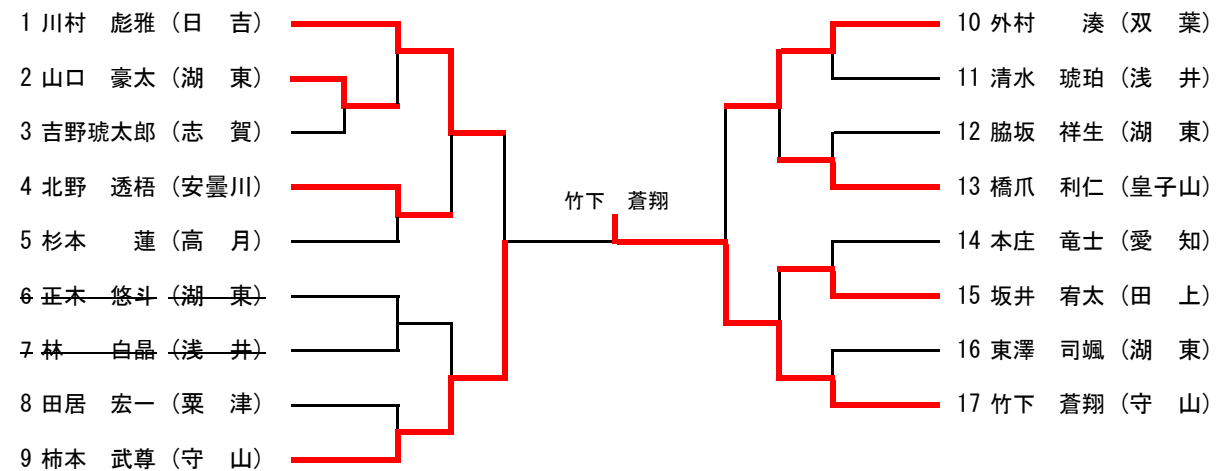 1 川村　彪雅（日　吉）
2 山口　豪太（湖　東）
3 吉野琥太郎（志　賀）
4 北野　透梧（安曇川）
5 杉本　　蓮（高　月）
6 正木　悠斗（湖　東）
7 林　　白晶（浅　井）
8 田居　宏一（粟　津）
9 柿本　武尊（守　山）
竹下　蒼翔
10 外村　　湊（双　葉）
11 清水　琥珀（浅　井）
12 脇坂　祥生（湖　東）
13 橋爪　利仁（皇子山）
14 本庄　竜士（愛　知）
15 坂井　宥太（田　上）
16 東澤　司颯（湖　東）
17 竹下　蒼翔（守　山）